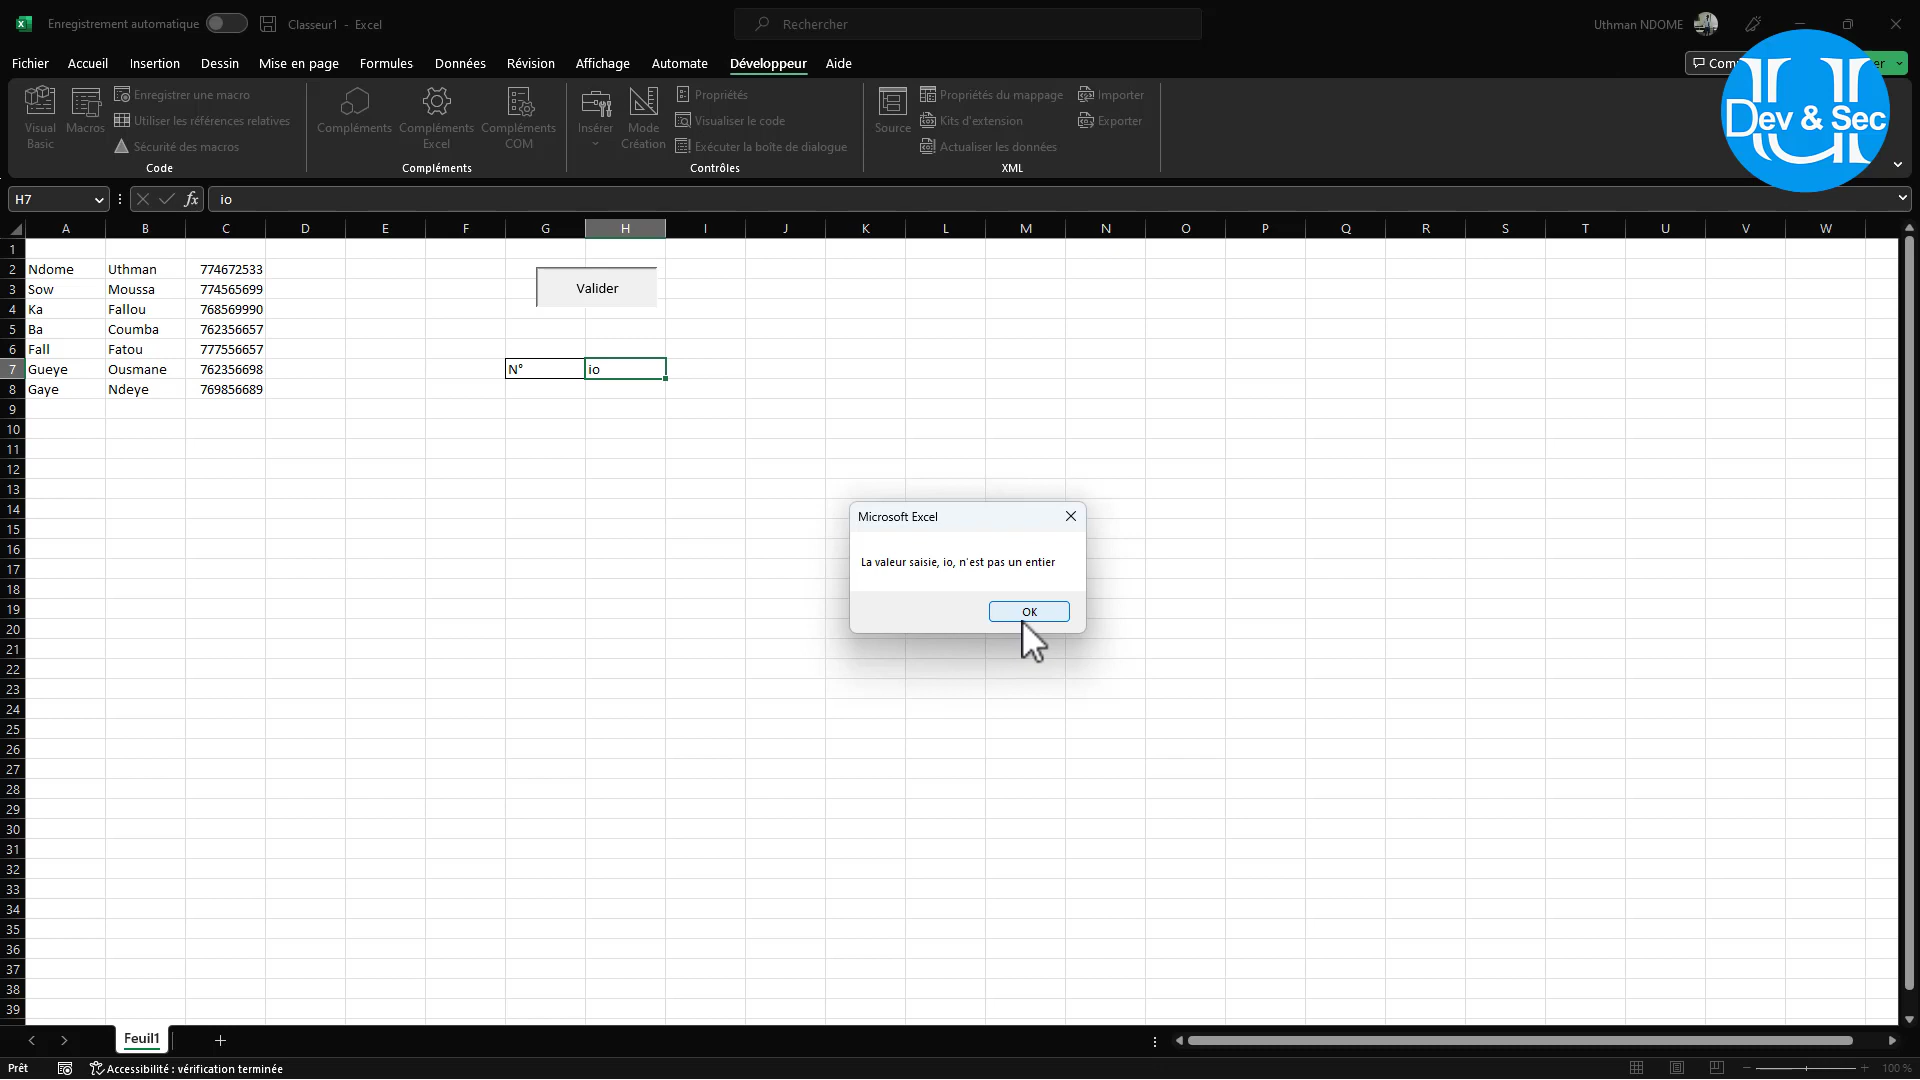 Enregistrement automatique
Classeur1 - Excel
Rechercher
Uthman NDOME
Fichier Accueil Insertion Dessin Mise en page Formules Données Révision Affichage Automate Développeur Aide
Com
er
U
Dev & Sec
Visual Basic
Macros
Enregistrer une macro
Utiliser les références relatives
Sécurité des macros
Code
Compléments
Compléments Excel
Compléments COM
Compléments
Insérer
Mode Création
Propriétés
Visualiser le code
Exécuter la boîte de dialogue
Contrôles
Source
Propriétés du mappage
Kits d'extension
Actualiser les données
Importer
Exporter
XML
H7
fx
io
A B C D E F G H I J K L M N O P Q R S T U V W
1
2 Ndome Uthman 774672533
Valider
3 Sow Moussa 774565699
4 Ka Fallou 768569990
5 Ba Coumba 762356657
6 Fall Fatou 777556657
7 Gueye Ousmane 762356698 N° io
8 Gaye Ndeye 769856689
9
10
11
12
13
14
15
16
17
18
19
20
21
22
23
24
25
26
27
28
29
30
31
32
33
34
35
36
37
38
39
Microsoft Excel
La valeur saisie, io, n'est pas un entier
OK
Feuil1
Prêt
Accessibilité : vérification terminée
100 %